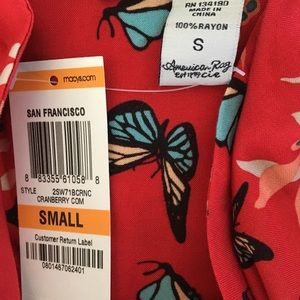 RN 134190
MADE IN
CHINA
100%RAYON
S
American Rag
macys.com
SAN FRANCISCO
8 83355 61058 8
STYLE 2SW71BCRNC
CRANBERRY COM
SMALL
Customer Return Label
0801487062401